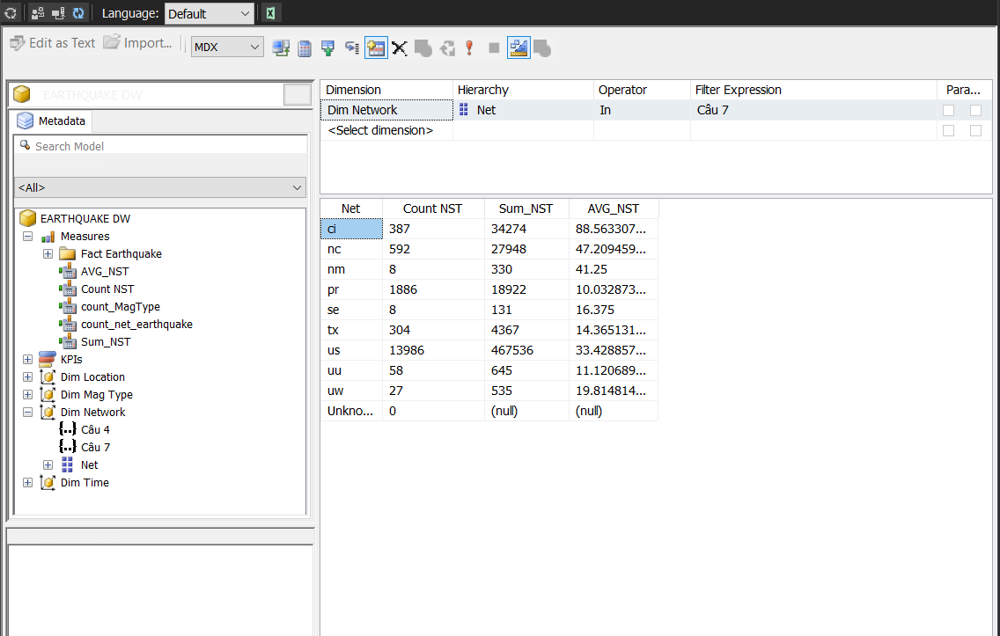 Language: Default
Edit as Text Import... MDX
EARTHQUAKE DW
Metadata
Search Model
<All>
EARTHQUAKE DW
Measures
Fact Earthquake
AVG_NST
Count NST
count_MagType
count_net_earthquake
Sum_NST
KPIs
Dim Location
Dim Mag Type
Dim Network
Câu 4
Câu 7
Net
Dim Time
Dimension Hierarchy Operator Filter Expression Para...
Dim Network Net In Câu 7
<Select dimension>
Net Count NST Sum_NST AVG_NST
ci 387 34274 88.563307...
nc 592 27948 47.209459...
nm 8 330 41.25
pr 1886 18922 10.032873...
se 8 131 16.375
tx 304 4367 14.365131...
us 13986 467536 33.428857...
uu 58 645 11.120689...
uw 27 535 19.814814...
Unkno... 0 (null) (null)